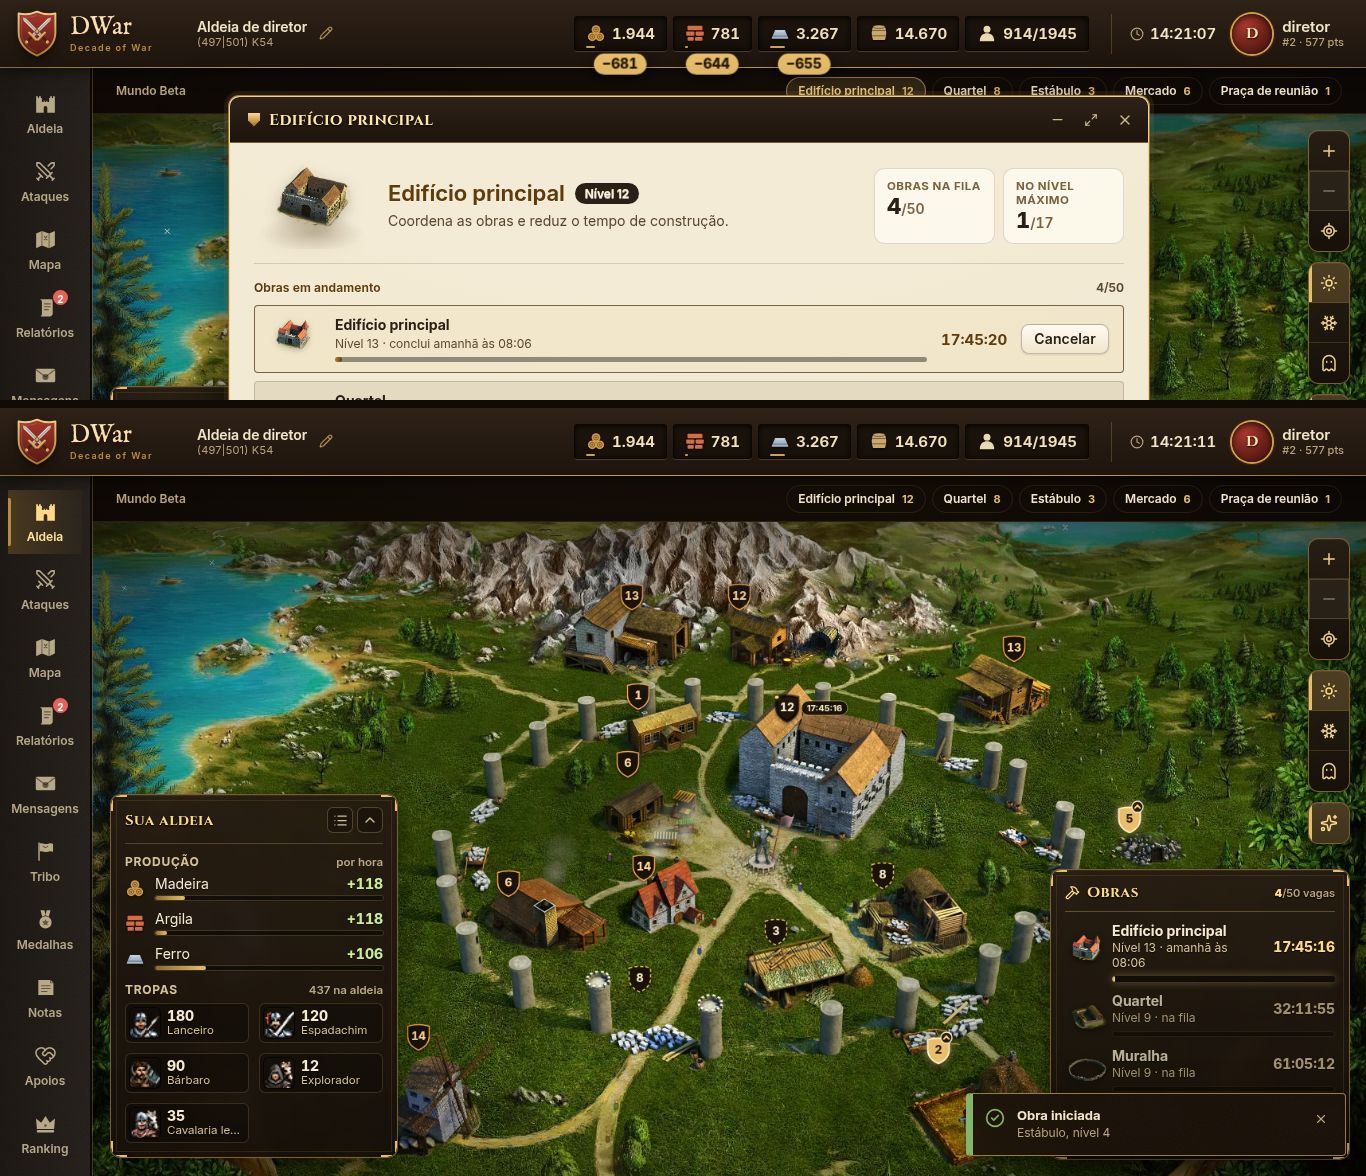 DWar
Decade of War
Aldeia de diretor
(497|501) K54
1.944
781
3.267
14.670
914/1945
14:21:07
D
diretor
#2 · 577 pts
−681
−644
−655
Mundo Beta
Edifício principal 12
Quartel 8
Estábulo 3
Mercado 6
Praça de reunião 1
Aldeia
Ataques
Mapa
2
Relatórios
Mensagens
Edifício principal
Edifício principal
Nível 12
Coordena as obras e reduz o tempo de construção.
OBRAS NA FILA
4/50
NO NÍVEL
MÁXIMO
1/17
Obras em andamento
4/50
Edifício principal
Nível 13 · conclui amanhã às 08:06
17:45:20
Cancelar
Quartel
DWar
Decade of War
Aldeia de diretor
(497|501) K54
1.944
781
3.267
14.670
914/1945
14:21:11
D
diretor
#2 · 577 pts
Mundo Beta
Edifício principal 12
Quartel 8
Estábulo 3
Mercado 6
Praça de reunião 1
Aldeia
Ataques
Mapa
2
Relatórios
Mensagens
Tribo
Medalhas
Notas
Apoios
Ranking
13
12
13
1
12
17:45:16
6
5
14
6
8
3
8
14
2
Sua aldeia
PRODUÇÃO
por hora
Madeira
+118
Argila
+118
Ferro
+106
TROPAS
437 na aldeia
180
Lanceiro
120
Espadachim
90
Bárbaro
12
Explorador
35
Cavalaria le...
Obras
4/50 vagas
Edifício principal
Nível 13 · amanhã às
08:06
17:45:16
Quartel
Nível 9 · na fila
32:11:55
Muralha
Nível 9 · na fila
61:05:12
Obra iniciada
Estábulo, nível 4